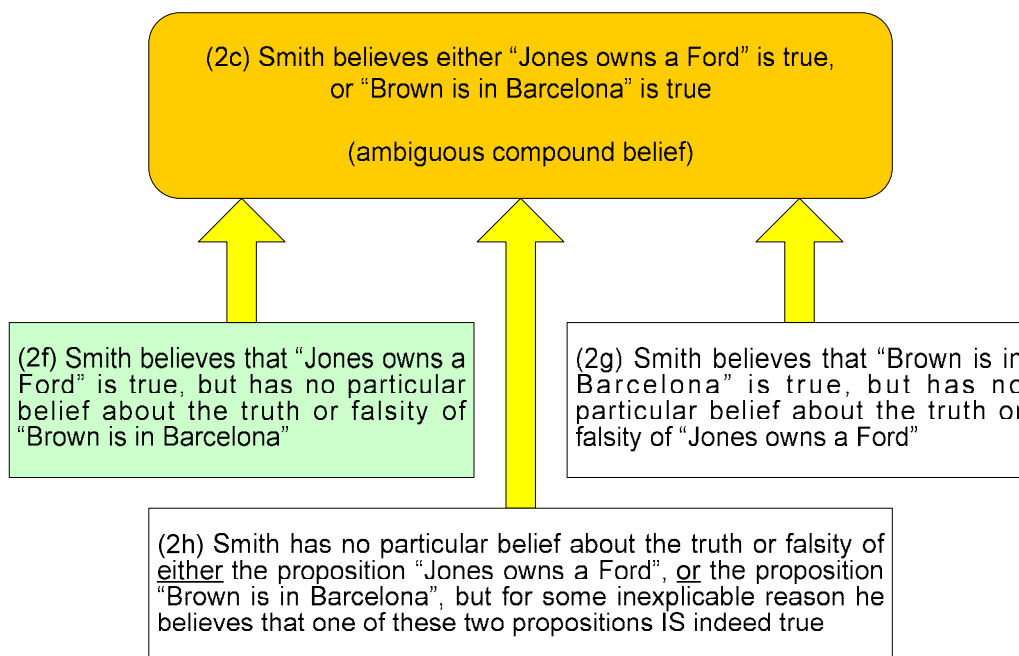 (2c) Smith believes either “Jones owns a Ford” is true,
or “Brown is in Barcelona” is true
(ambiguous compound belief)
(2f) Smith believes that “Jones owns a
Ford” is true, but has no particular
belief about the truth or falsity of
“Brown is in Barcelona”
(2g) Smith believes that “Brown is in
Barcelona” is true, but has no
particular belief about the truth or
falsity of “Jones owns a Ford”
(2h) Smith has no particular belief about the truth or falsity of
either the proposition “Jones owns a Ford”, or the proposition
“Brown is in Barcelona”, but for some inexplicable reason he
believes that one of these two propositions IS indeed true